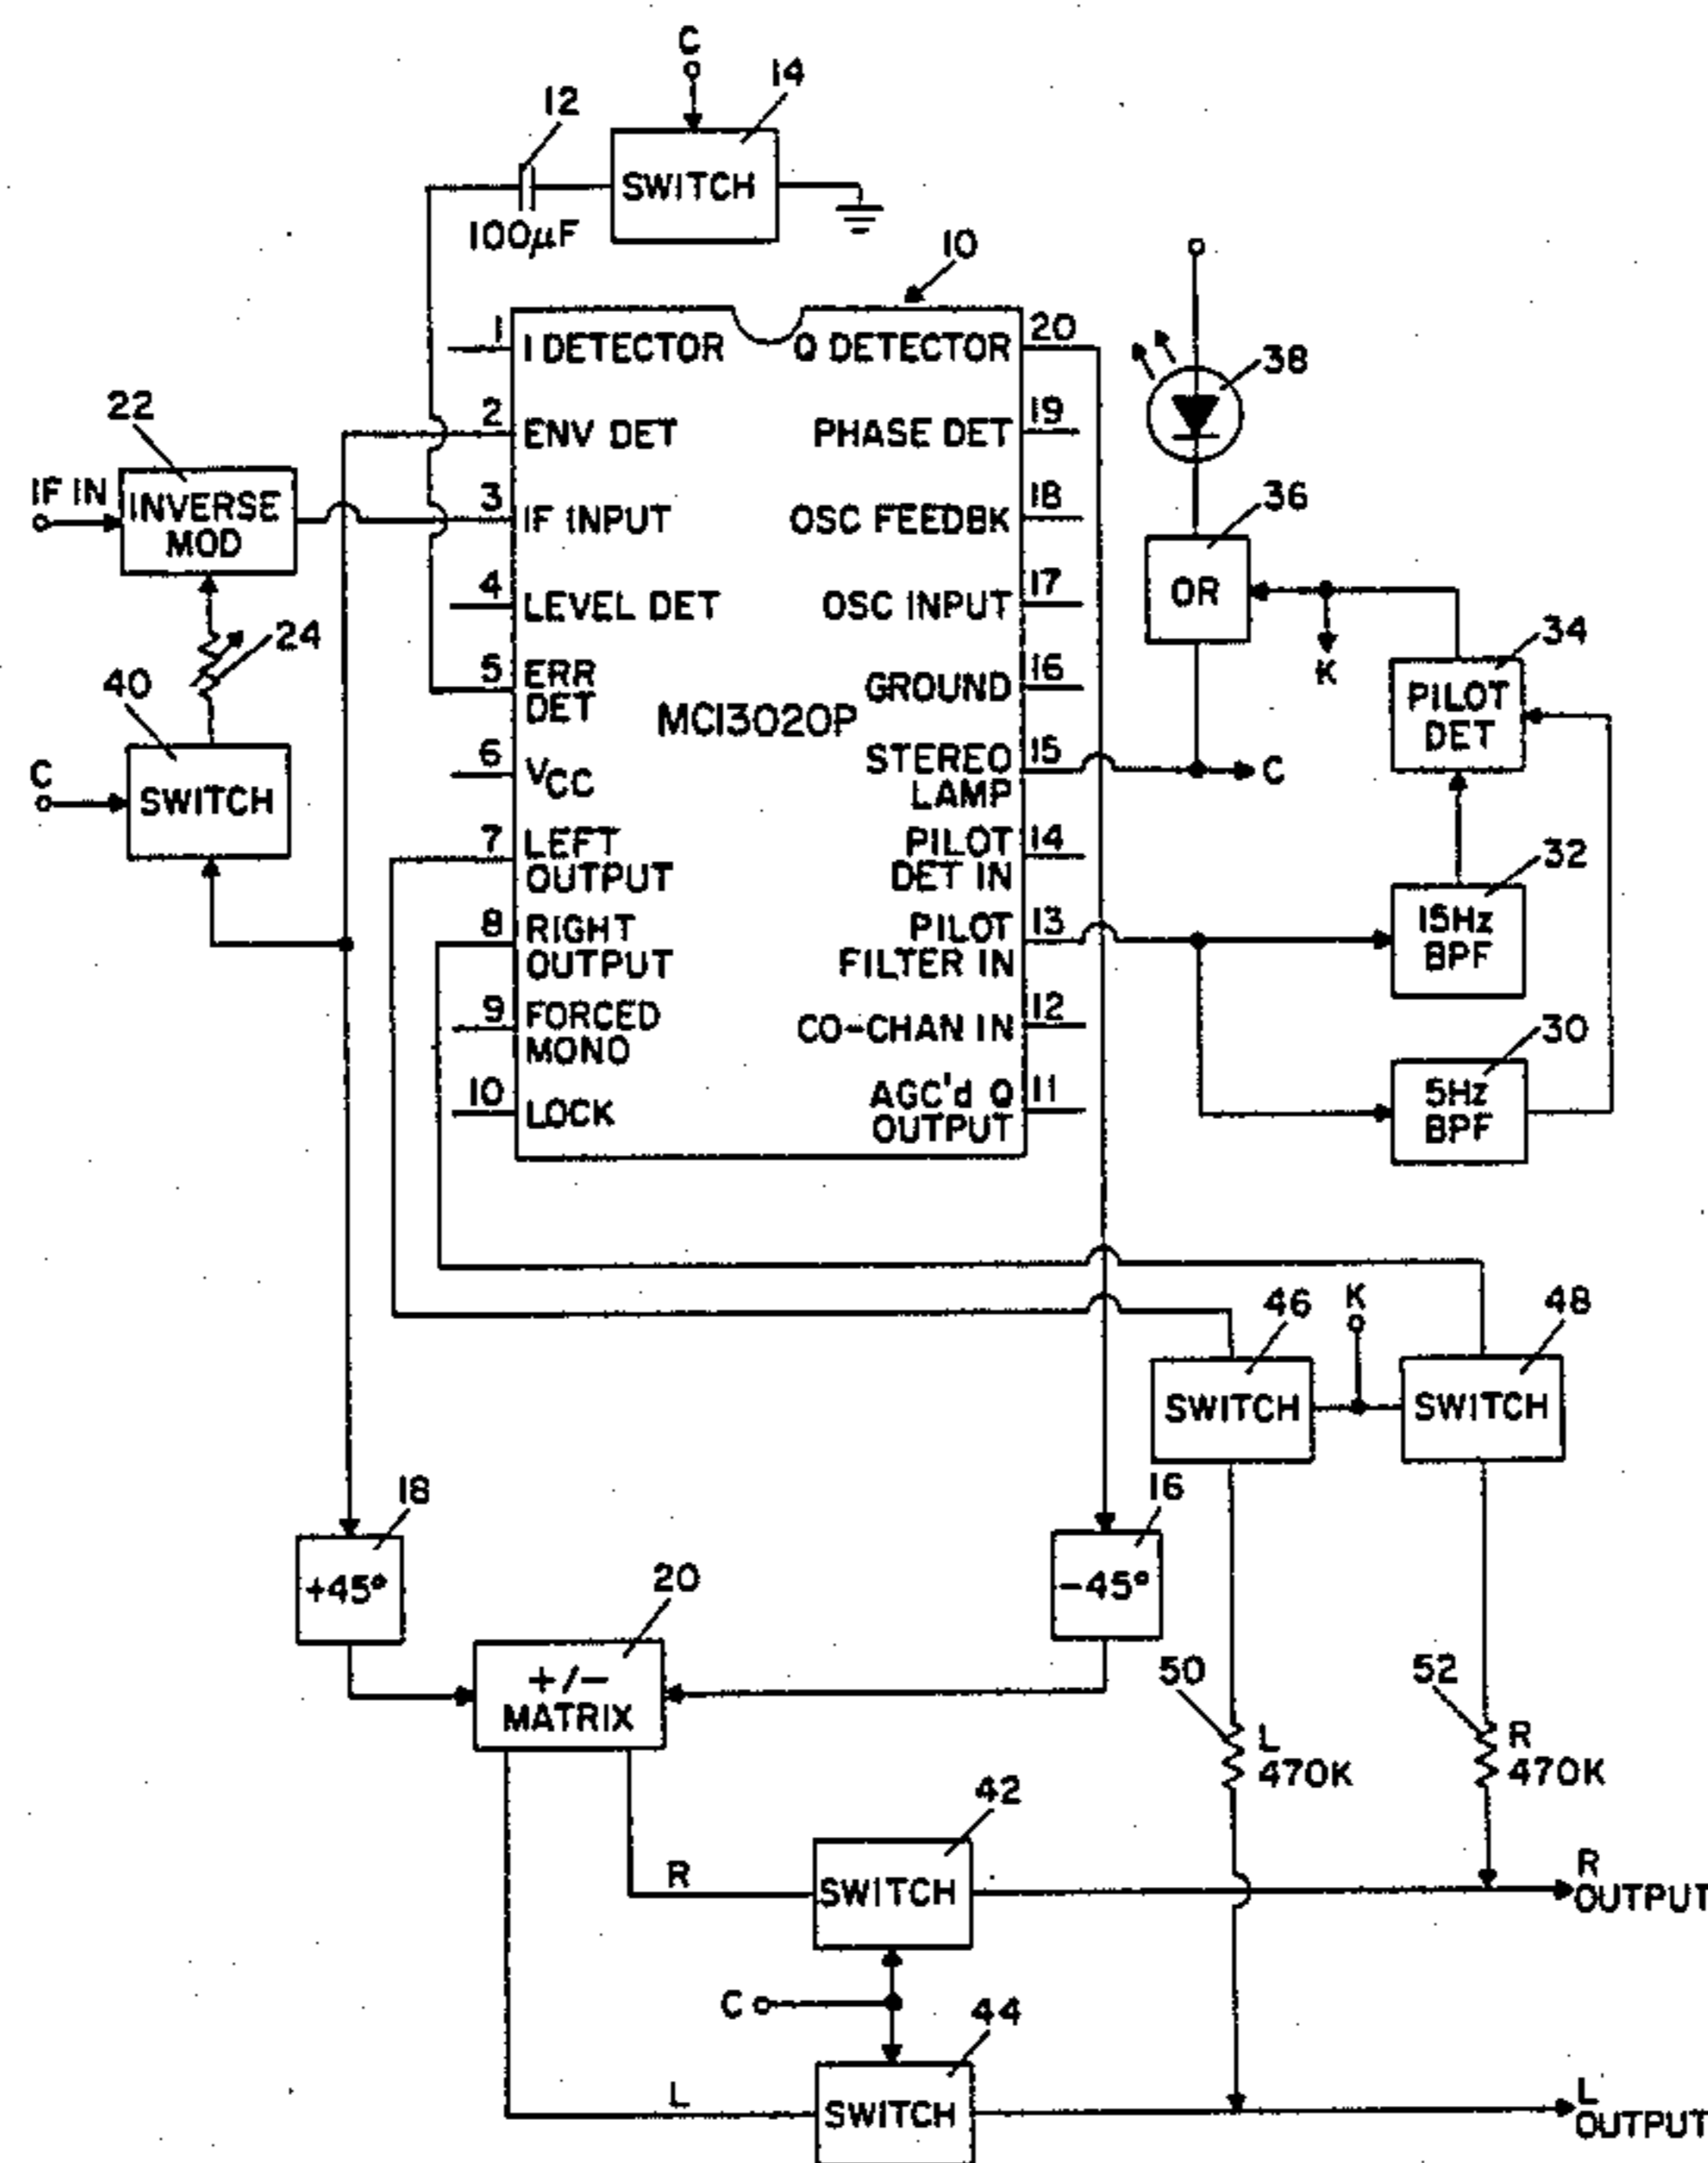 C
14
12
SWITCH
100µF
10
1 I DETECTOR
Q DETECTOR 20
38
22
2 ENV DET
PHASE DET 19
IF IN
INVERSE
MOD
3 IF INPUT
OSC FEEDBK 18
36
OR
4 LEVEL DET
OSC INPUT 17
24
34
K
40
5 ERR
DET
GROUND 16
PILOT
DET
MC13020P
C
SWITCH
6 VCC
STEREO 15
LAMP
C
7 LEFT
OUTPUT
PILOT 14
DET IN
32
15Hz
BPF
8 RIGHT
OUTPUT
PILOT 13
FILTER IN
9 FORCED
MONO
CO-CHAN IN 12
30
5Hz
BPF
10 LOCK
AGC'd Q 11
OUTPUT
46
K
48
SWITCH
SWITCH
18
+45°
16
-45°
20
+/-
MATRIX
50
L
470K
52
R
470K
42
R
SWITCH
R
OUTPUT
C
44
L
SWITCH
L
OUTPUT